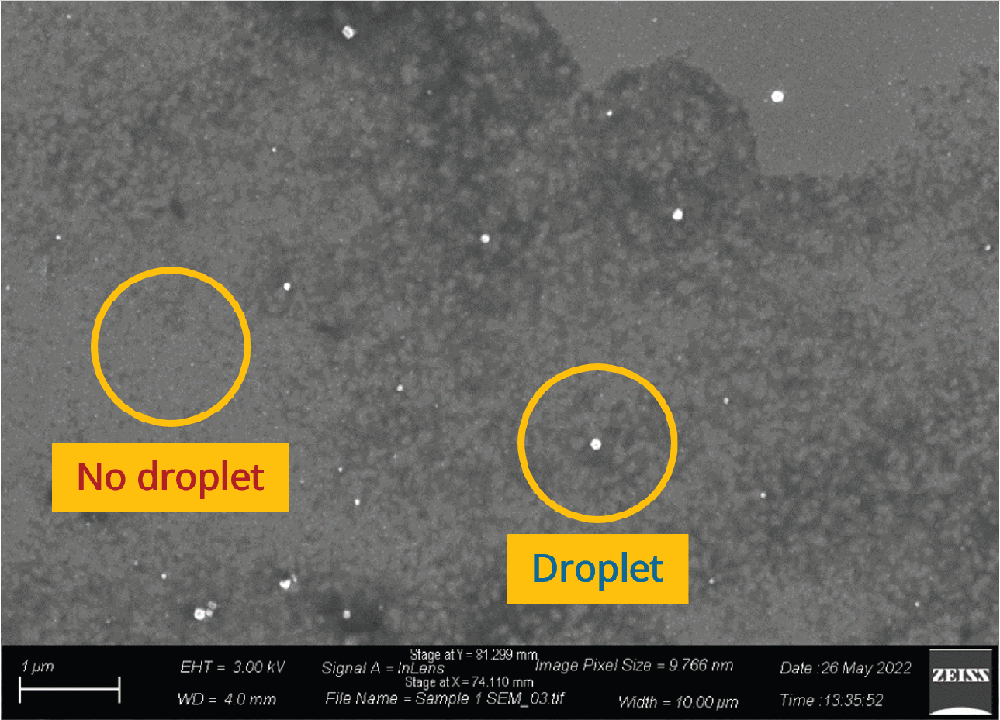 No droplet
Droplet
1 µm
EHT = 3.00 kV
WD = 4.0 mm
Signal A = InLens
Stage at Y = 81.299 mm
Stage at X = 74.110 mm
File Name = Sample 1 SEM_03.tif
Image Pixel Size = 9.766 nm
Width = 10.00 µm
Date :26 May 2022
Time :13:35:52
ZEISS